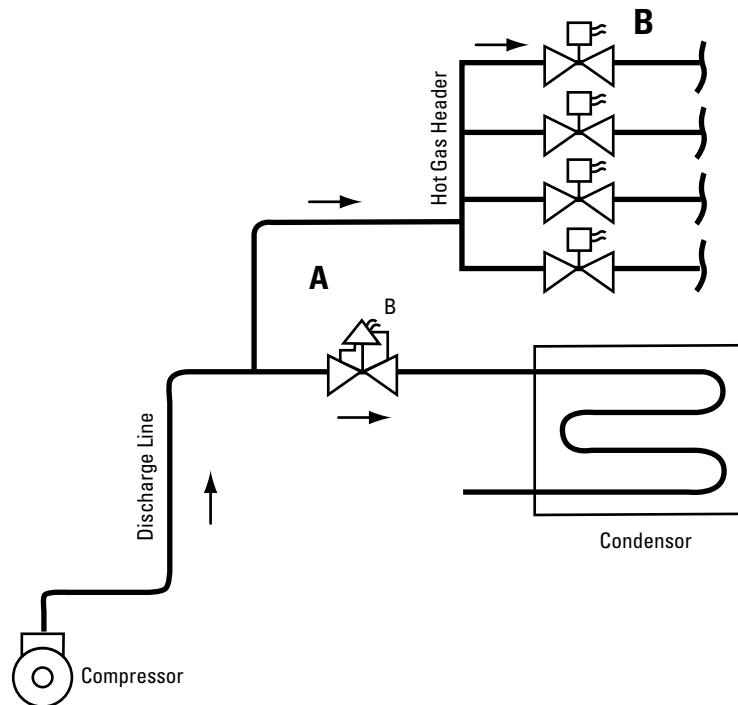 B
Hot Gas Header
A
B
Discharge Line
Condensor
Compressor